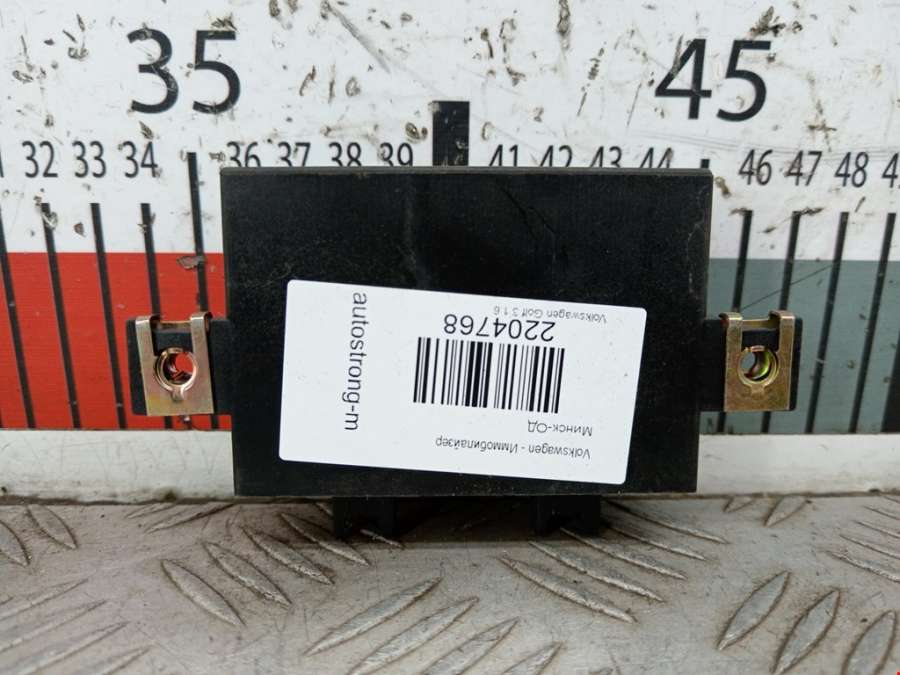 35 45
32 33 34 36 37 38 39 41 42 43 44 46 47 48
Volkswagen - Иммобилайзер
Минск-ОД
2204768
Volkswagen Golf 3 1.6
autostrong-m